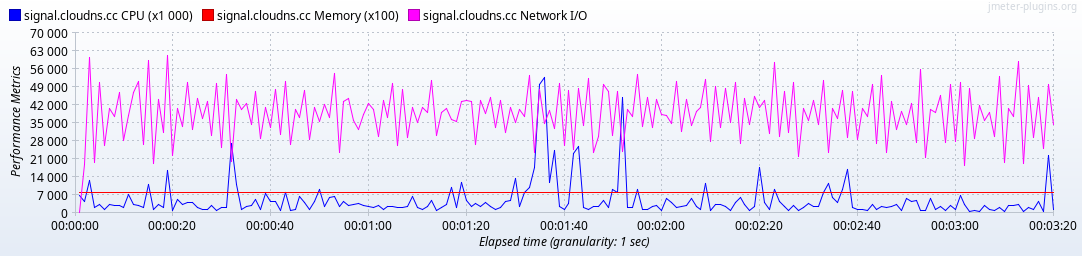 jmeter-plugins.org
signal.cloudns.cc CPU (x1 000) signal.cloudns.cc Memory (x100) signal.cloudns.cc Network I/O
70 000
63 000
56 000
49 000
42 000
35 000
28 000
21 000
14 000
7 000
0
Performance Metrics
00:00:00 00:00:20 00:00:40 00:01:00 00:01:20 00:01:40 00:02:00 00:02:20 00:02:40 00:03:00 00:03:20
Elapsed time (granularity: 1 sec)